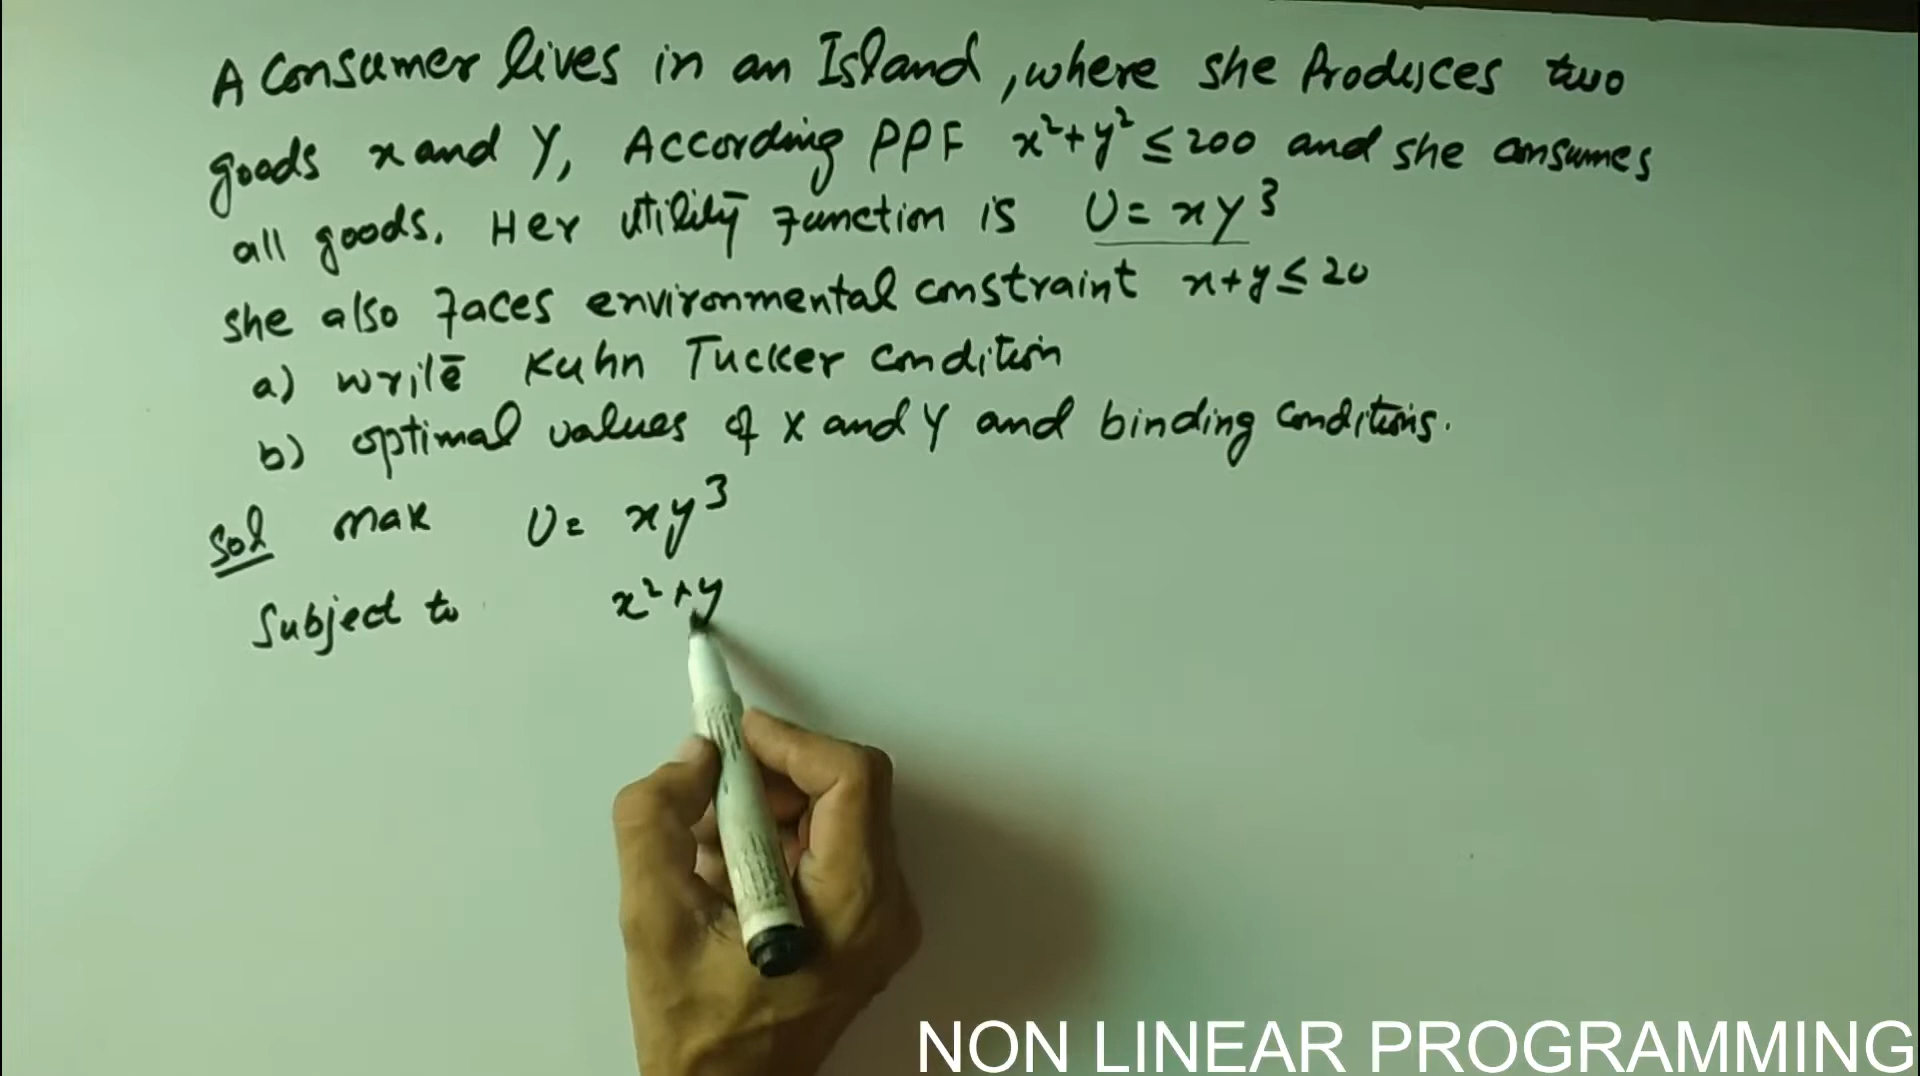 A Consumer lives in an Island, where she Produces two
goods x and Y, According PPF x²+y² ≤ 200 and she consumes
all goods. Her utility Function is U= xy³
she also Faces environmental constraint x+y ≤ 20
a) write Kuhn Tucker condition
b) optimal values of X and Y and binding conditions.
Sol max U= xy³
Subject to x²+y
NON LINEAR PROGRAMMING